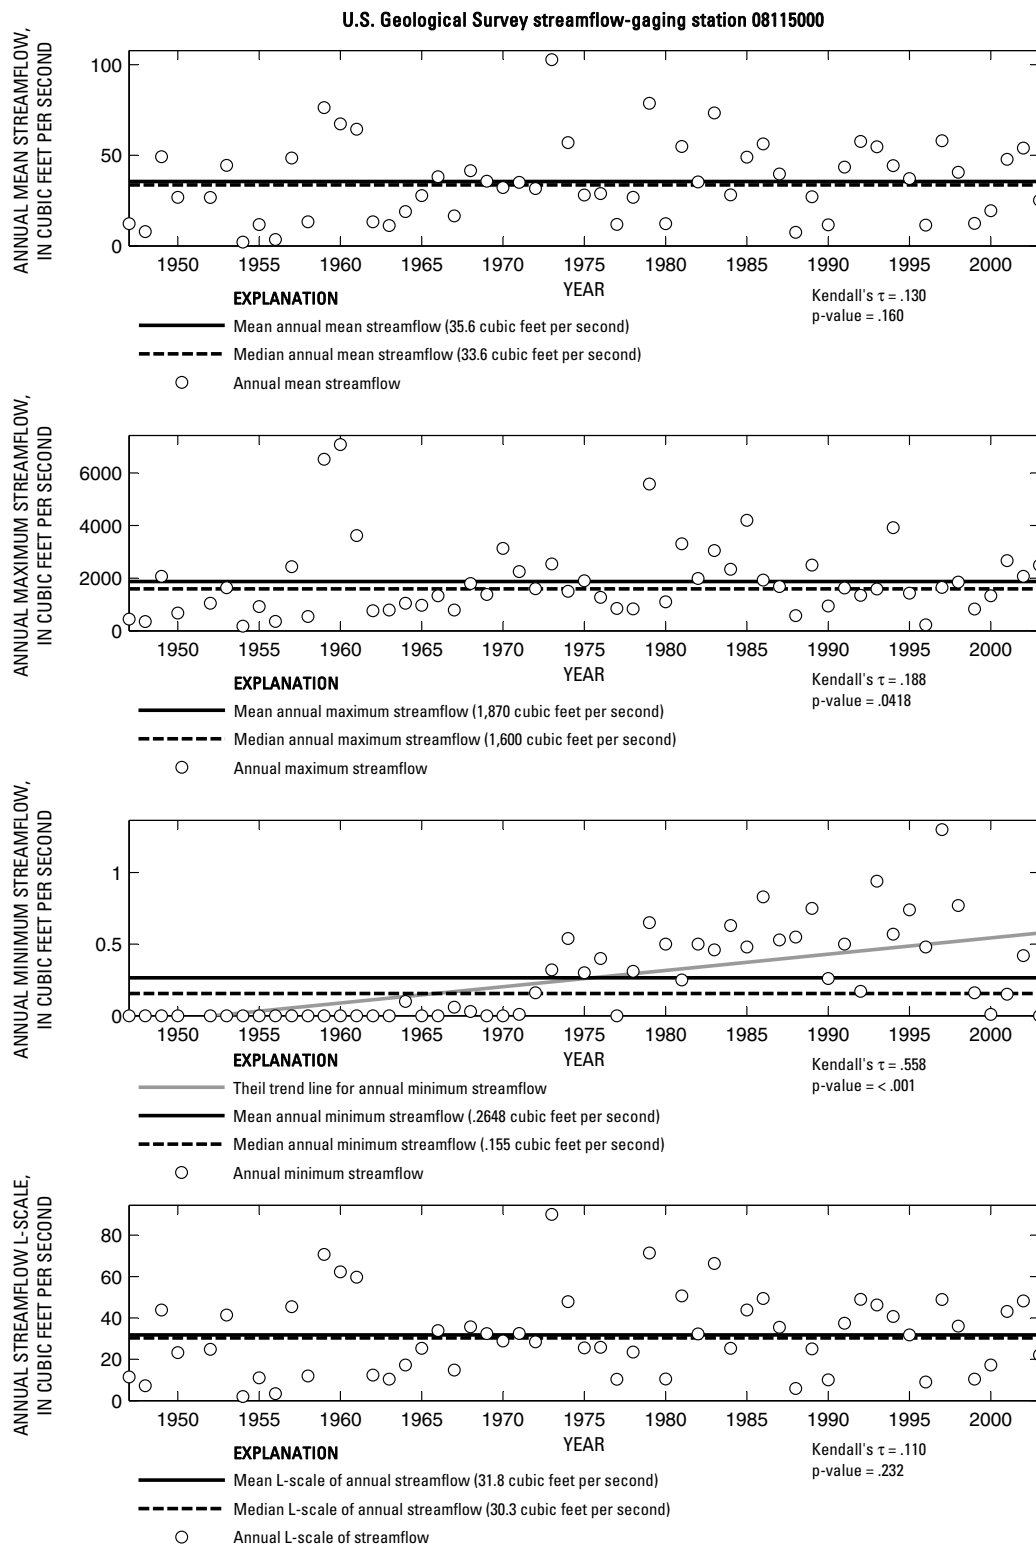 U.S. Geological Survey streamflow-gaging station 08115000
ANNUAL MEAN STREAMFLOW,
IN CUBIC FEET PER SECOND
100
50
0
1950 1955 1960 1965 1970 1975 1980 1985 1990 1995 2000
YEAR
Kendall's τ = .130
p-value = .160
EXPLANATION
Mean annual mean streamflow (35.6 cubic feet per second)
Median annual mean streamflow (33.6 cubic feet per second)
Annual mean streamflow
ANNUAL MAXIMUM STREAMFLOW,
IN CUBIC FEET PER SECOND
6000
4000
2000
0
1950 1955 1960 1965 1970 1975 1980 1985 1990 1995 2000
YEAR
Kendall's τ = .188
p-value = .0418
EXPLANATION
Mean annual maximum streamflow (1,870 cubic feet per second)
Median annual maximum streamflow (1,600 cubic feet per second)
Annual maximum streamflow
ANNUAL MINIMUM STREAMFLOW,
IN CUBIC FEET PER SECOND
1
0.5
0
1950 1955 1960 1965 1970 1975 1980 1985 1990 1995 2000
YEAR
Kendall's τ = .558
p-value = < .001
EXPLANATION
Theil trend line for annual minimum streamflow
Mean annual minimum streamflow (.2648 cubic feet per second)
Median annual minimum streamflow (.155 cubic feet per second)
Annual minimum streamflow
ANNUAL STREAMFLOW L-SCALE,
IN CUBIC FEET PER SECOND
80
60
40
20
0
1950 1955 1960 1965 1970 1975 1980 1985 1990 1995 2000
YEAR
Kendall's τ = .110
p-value = .232
EXPLANATION
Mean L-scale of annual streamflow (31.8 cubic feet per second)
Median L-scale of annual streamflow (30.3 cubic feet per second)
Annual L-scale of streamflow